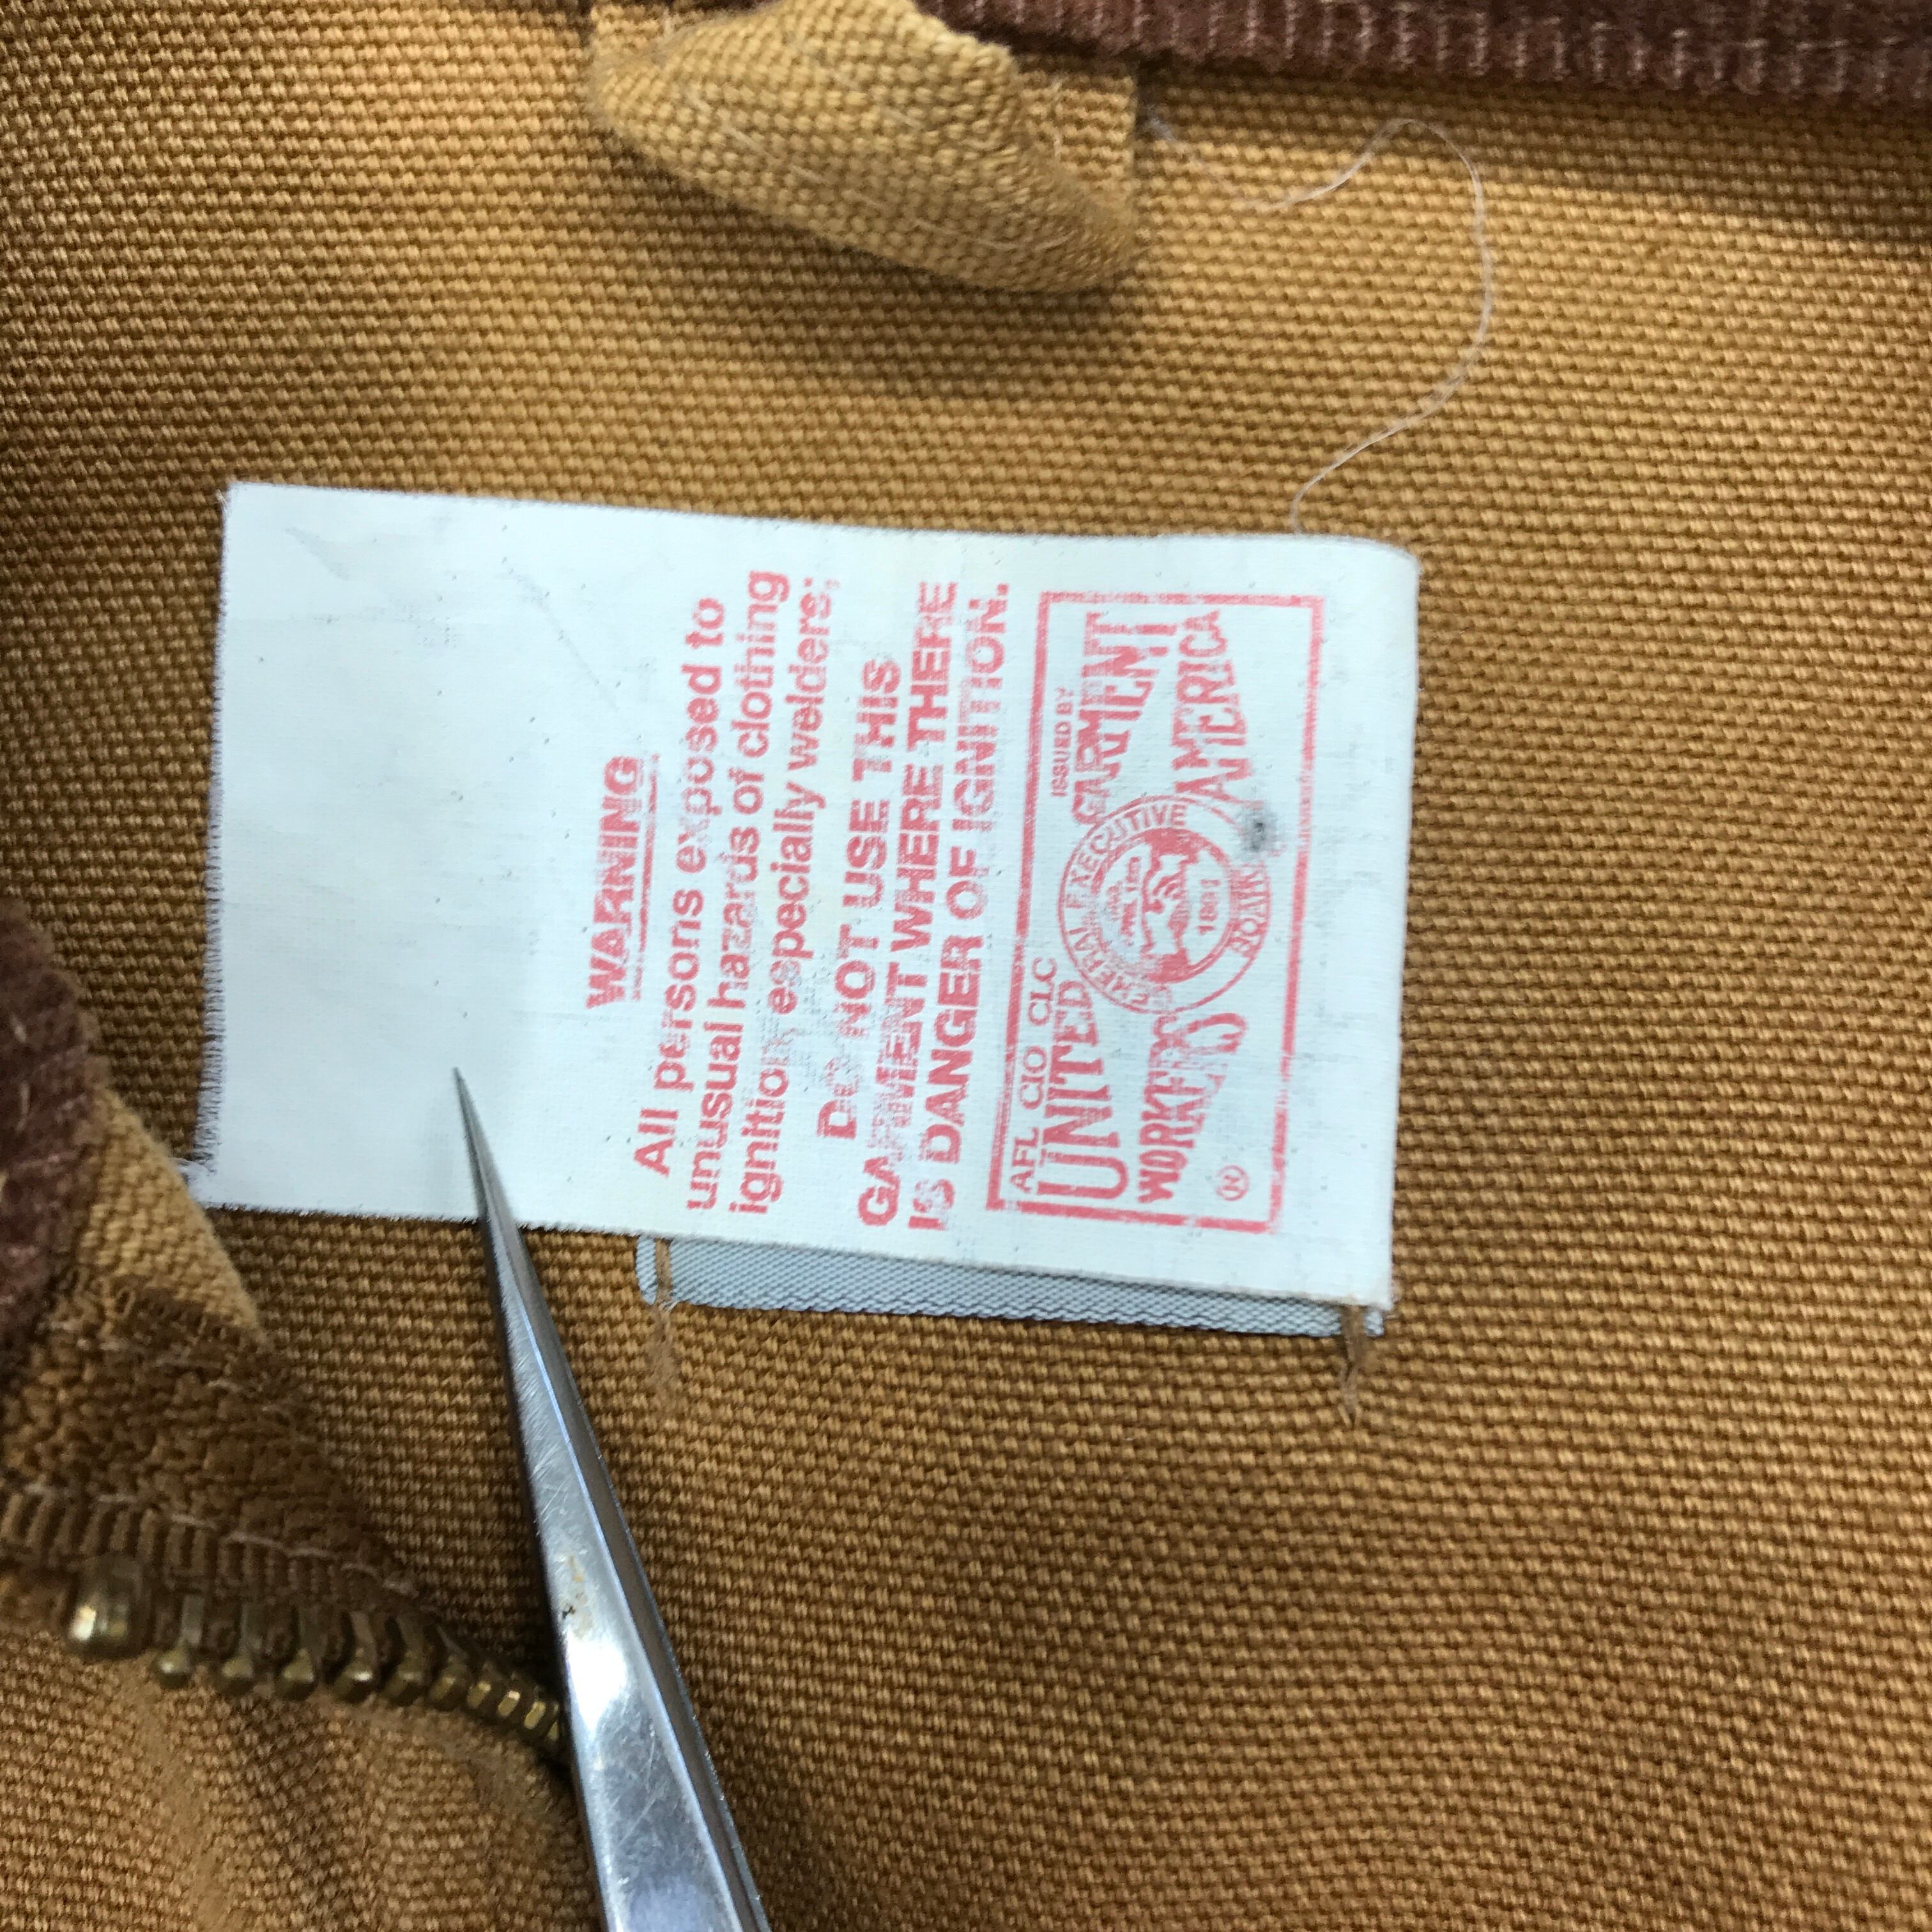 WARNING
All persons exposed to
unusual hazards of clothing
ignition especially welders;
DO NOT USE THIS
GARMENT WHERE THERE
IS DANGER OF IGNITION.
AFL CIO CLC ISSUED BY
UNITED GARMENT
WORKERS AMERICA
GENERAL EXECUTIVE
BOARD
1891
®